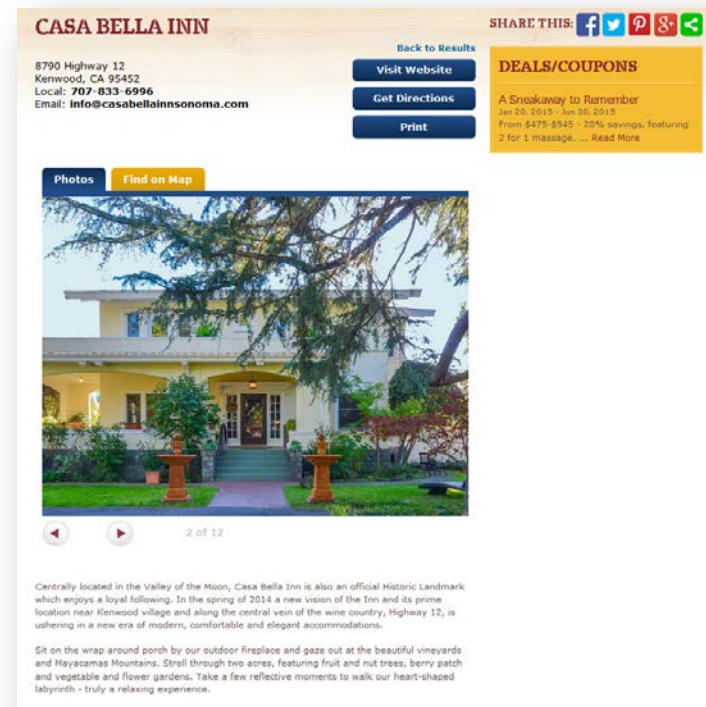 CASA BELLA INN
SHARE THIS:
Back to Results
8790 Highway 12
Kenwood, CA 95452
Local: 707-833-6996
Email: info@casabellainnsonoma.com
Visit Website
Get Directions
Print
DEALS/COUPONS
A Sneakaway to Remember
Jan 20, 2015 - Jun 30, 2015
From $475-$945 - 20% savings, featuring
2 for 1 massage. ... Read More
Photos
Find on Map
2 of 12
Centrally located in the Valley of the Moon, Casa Bella Inn is also an official Historic Landmark
which enjoys a loyal following. In the spring of 2014 a new vision of the Inn and its prime
location near Kenwood village and along the central vein of the wine country, Highway 12, is
ushering in a new era of modern, comfortable and elegant accommodations.
Sit on the wrap around porch by our outdoor fireplace and gaze out at the beautiful vineyards
and Mayacamas Mountains. Stroll through two acres, featuring fruit and nut trees, berry patch
and vegetable and flower gardens. Take a few reflective moments to walk our heart-shaped
labyrinth - truly a relaxing experience.